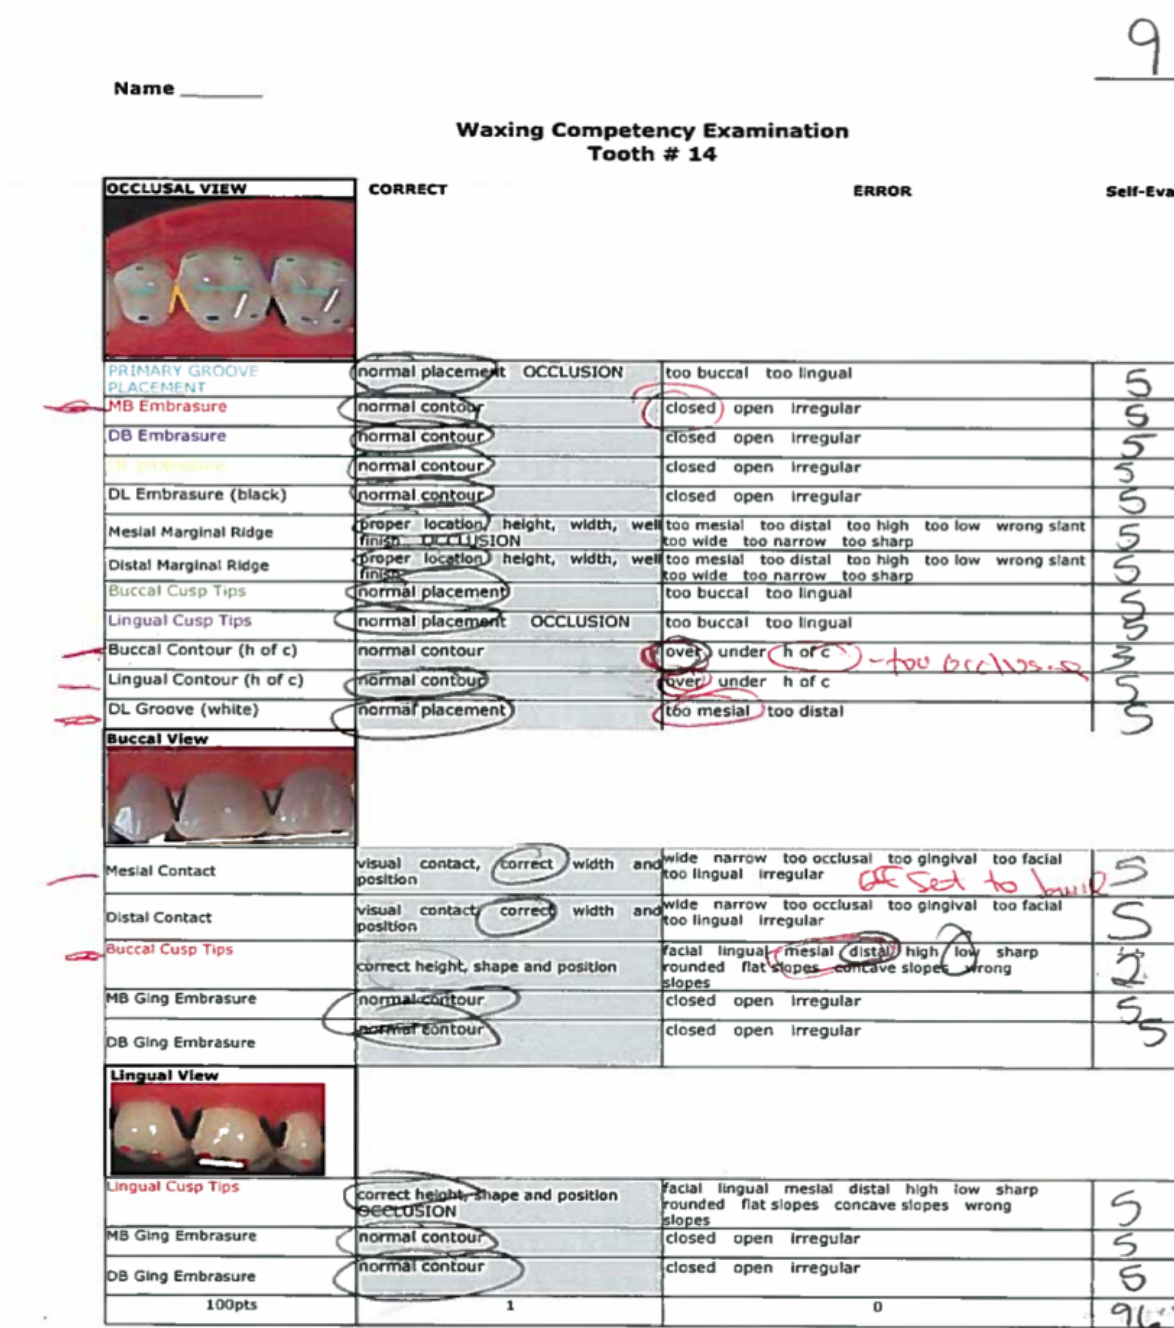 9
Name ______
Waxing Competency Examination
Tooth # 14
OCCLUSAL VIEW CORRECT ERROR Self-Eva
PRIMARY GROOVE PLACEMENT normal placement OCCLUSION too buccal too lingual 5
MB Embrasure normal contour closed open irregular 5
DB Embrasure normal contour closed open irregular 5
ML Embrasure normal contour closed open irregular 5
DL Embrasure (black) normal contour closed open irregular 5
Mesial Marginal Ridge proper location, height, width, well finish OCCLUSION too mesial too distal too high too low wrong slant too wide too narrow too sharp 5
Distal Marginal Ridge proper location, height, width, well finish too mesial too distal too high too low wrong slant too wide too narrow too sharp 5
Buccal Cusp Tips normal placement too buccal too lingual 5
Lingual Cusp Tips normal placement OCCLUSION too buccal too lingual 5
Buccal Contour (h of c) normal contour over under h of c - too occlusal 3
Lingual Contour (h of c) normal contour over under h of c 5
DL Groove (white) normal placement too mesial too distal 5
Buccal View
Mesial Contact visual contact, correct width and position wide narrow too occlusal too gingival too facial too lingual irregular off set to 5
Distal Contact visual contact, correct width and position wide narrow too occlusal too gingival too facial too lingual irregular 5
Buccal Cusp Tips correct height, shape and position facial lingual mesial distal high low sharp rounded flat slopes concave slopes wrong slopes 2
MB Ging Embrasure normal contour closed open irregular 5
DB Ging Embrasure normal contour closed open irregular 5
Lingual View
Lingual Cusp Tips correct height, shape and position OCCLUSION facial lingual mesial distal high low sharp rounded flat slopes concave slopes wrong slopes 5
MB Ging Embrasure normal contour closed open irregular 5
DB Ging Embrasure normal contour closed open irregular 5
100pts 1 0 96